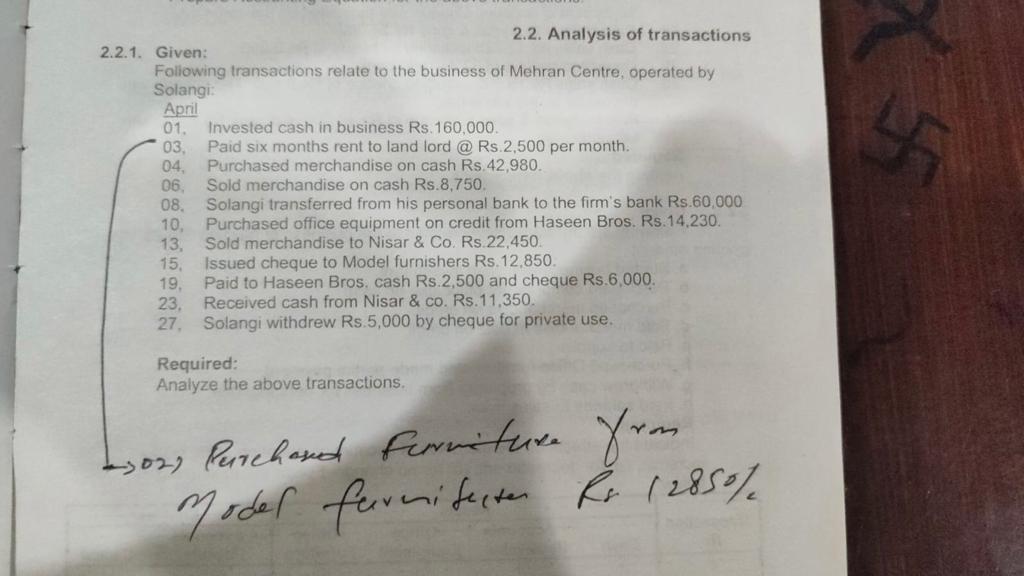 2.2. Analysis of transactions
2.2.1. Given:
Following transactions relate to the business of Mehran Centre, operated by
Solangi:
April
01, Invested cash in business Rs.160,000.
03, Paid six months rent to land lord @ Rs.2,500 per month.
04, Purchased merchandise on cash Rs.42,980.
06, Sold merchandise on cash Rs.8,750.
08, Solangi transferred from his personal bank to the firm's bank Rs.60,000
10, Purchased office equipment on credit from Haseen Bros. Rs.14,230.
13, Sold merchandise to Nisar & Co. Rs.22,450.
15, Issued cheque to Model furnishers Rs.12,850.
19, Paid to Haseen Bros. cash Rs.2,500 and cheque Rs.6,000.
23, Received cash from Nisar & co. Rs.11,350.
27, Solangi withdrew Rs.5,000 by cheque for private use.
Required:
Analyze the above transactions.
02, Purchased Furniture from
Model Rs 12850/.